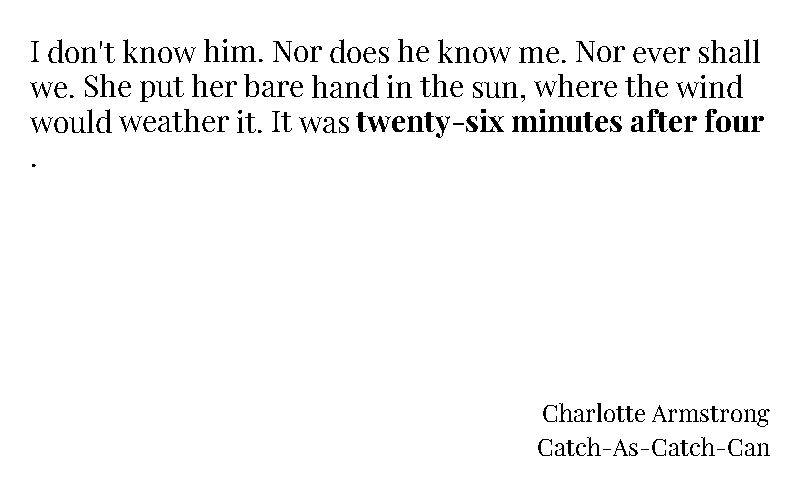 I don't know him. Nor does he know me. Nor ever shall
we. She put her bare hand in the sun, where the wind
would weather it. It was twenty-six minutes after four
.
Charlotte Armstrong
Catch-As-Catch-Can